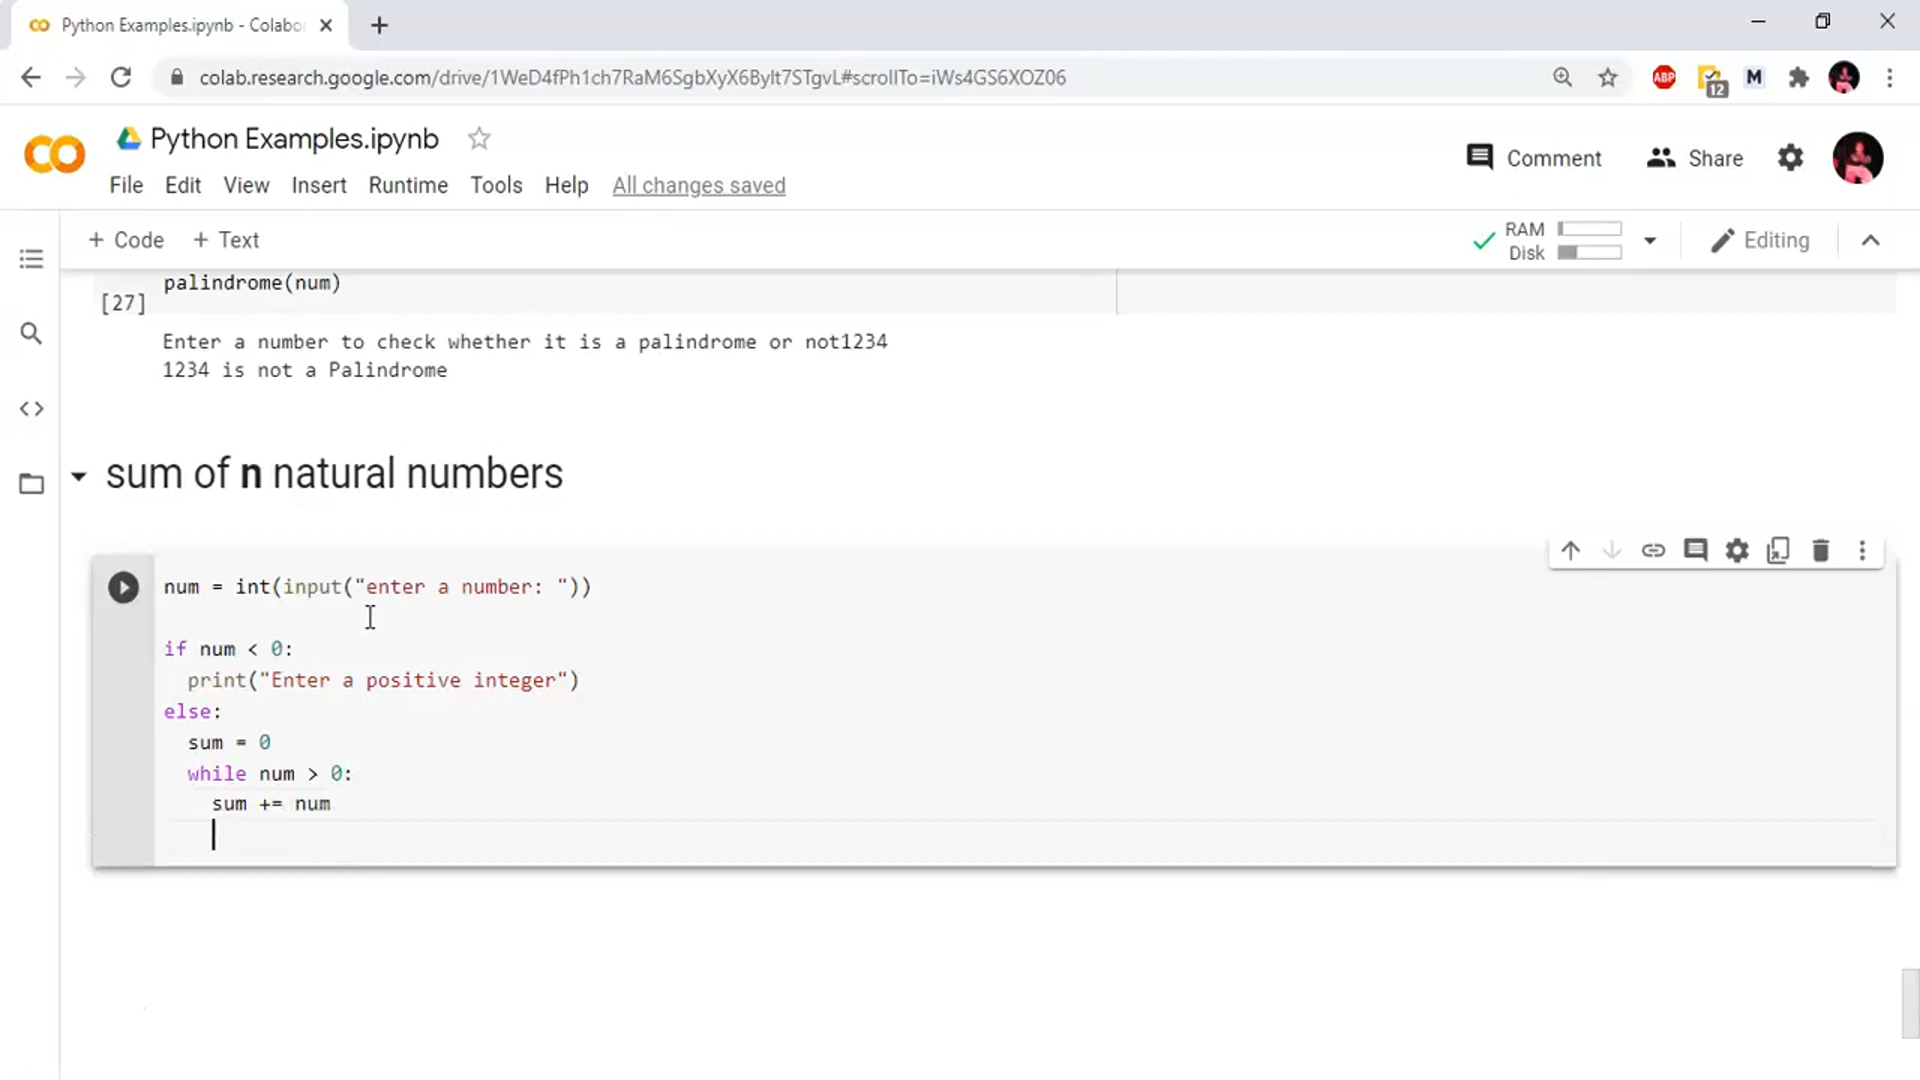 Python Examples.ipynb - Colabo
colab.research.google.com/drive/1WeD4fPh1ch7RaM6SgbXyX6Bylt7STgvL#scrollTo=iWs4GS6XOZ06
ABP
12
M
Python Examples.ipynb
Comment
Share
File Edit View Insert Runtime Tools Help All changes saved
+ Code + Text
RAM
Disk
Editing
palindrome(num)
[27]
Enter a number to check whether it is a palindrome or not1234
1234 is not a Palindrome
sum of n natural numbers
num = int(input("enter a number: "))
if num < 0:
print("Enter a positive integer")
else:
sum = 0
while num > 0:
sum += num